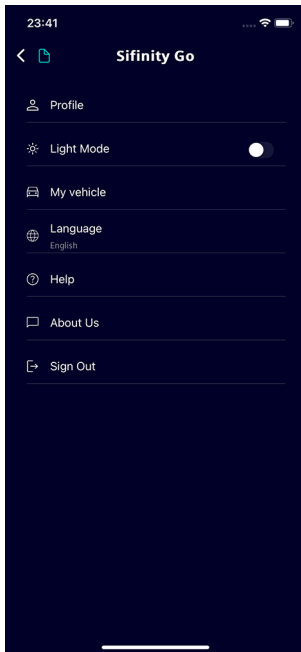 23:41
Sifinity Go
Profile
Light Mode
My vehicle
Language
English
Help
About Us
Sign Out